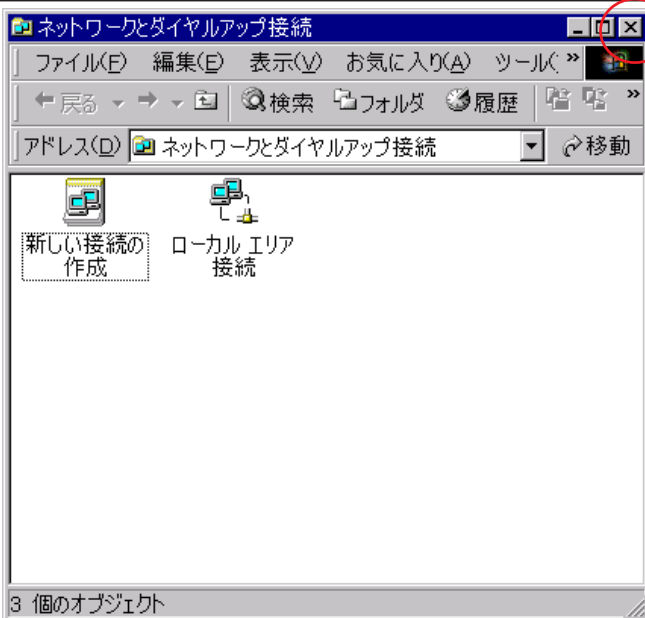 ネットワークとダイヤルアップ接続
ファイル(F) 編集(E) 表示(V) お気に入り(A) ツール( »
戻る 検索 フォルダ 履歴 »
アドレス(D) ネットワークとダイヤルアップ接続 移動
新しい接続の
作成
ローカル エリア
接続
3 個のオブジェクト